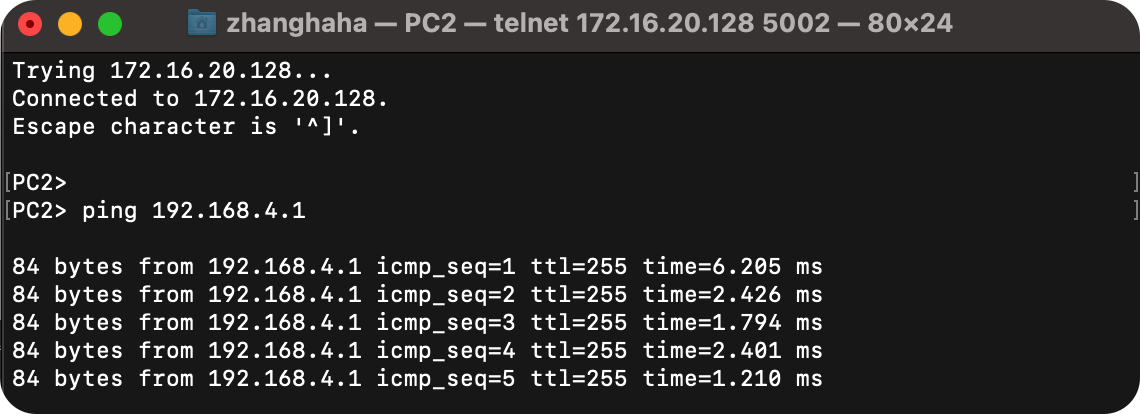 zhanghaha — PC2 — telnet 172.16.20.128 5002 — 80×24
Trying 172.16.20.128...
Connected to 172.16.20.128.
Escape character is '^]'.
[PC2> ]
[PC2> ping 192.168.4.1 ]
84 bytes from 192.168.4.1 icmp_seq=1 ttl=255 time=6.205 ms
84 bytes from 192.168.4.1 icmp_seq=2 ttl=255 time=2.426 ms
84 bytes from 192.168.4.1 icmp_seq=3 ttl=255 time=1.794 ms
84 bytes from 192.168.4.1 icmp_seq=4 ttl=255 time=2.401 ms
84 bytes from 192.168.4.1 icmp_seq=5 ttl=255 time=1.210 ms